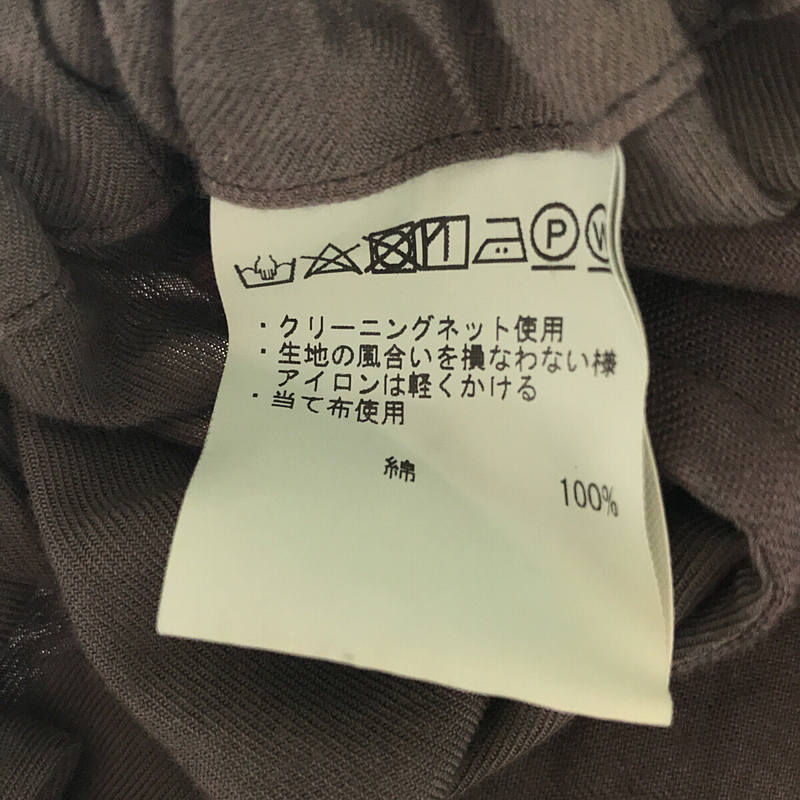 P W
・クリーニングネット使用
・生地の風合いを損なわない様
アイロンは軽くかける
・当て布使用
綿 100%